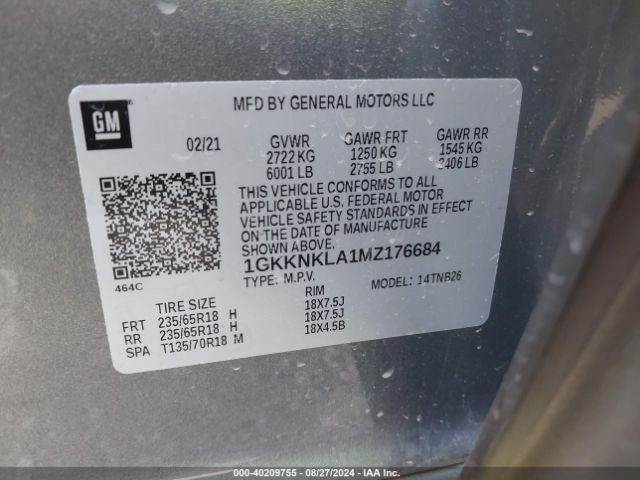 GM
MFD BY GENERAL MOTORS LLC
02/21 GVWR GAWR FRT GAWR RR
2722 KG 1250 KG 1545 KG
6001 LB 2755 LB 3406 LB
THIS VEHICLE CONFORMS TO ALL
APPLICABLE U.S. FEDERAL MOTOR
VEHICLE SAFETY STANDARDS IN EFFECT
ON THE DATE OF MANUFACTURE
SHOWN ABOVE.
1GKKNKLA1MZ176684
464C TYPE: M.P.V. MODEL: 14TNB26
TIRE SIZE RIM
FRT 235/65R18 H 18X7.5J
RR 235/65R18 H 18X7.5J
SPA T135/70R18 M 18X4.5B
000-40209755 - 08/27/2024 - IAA Inc.